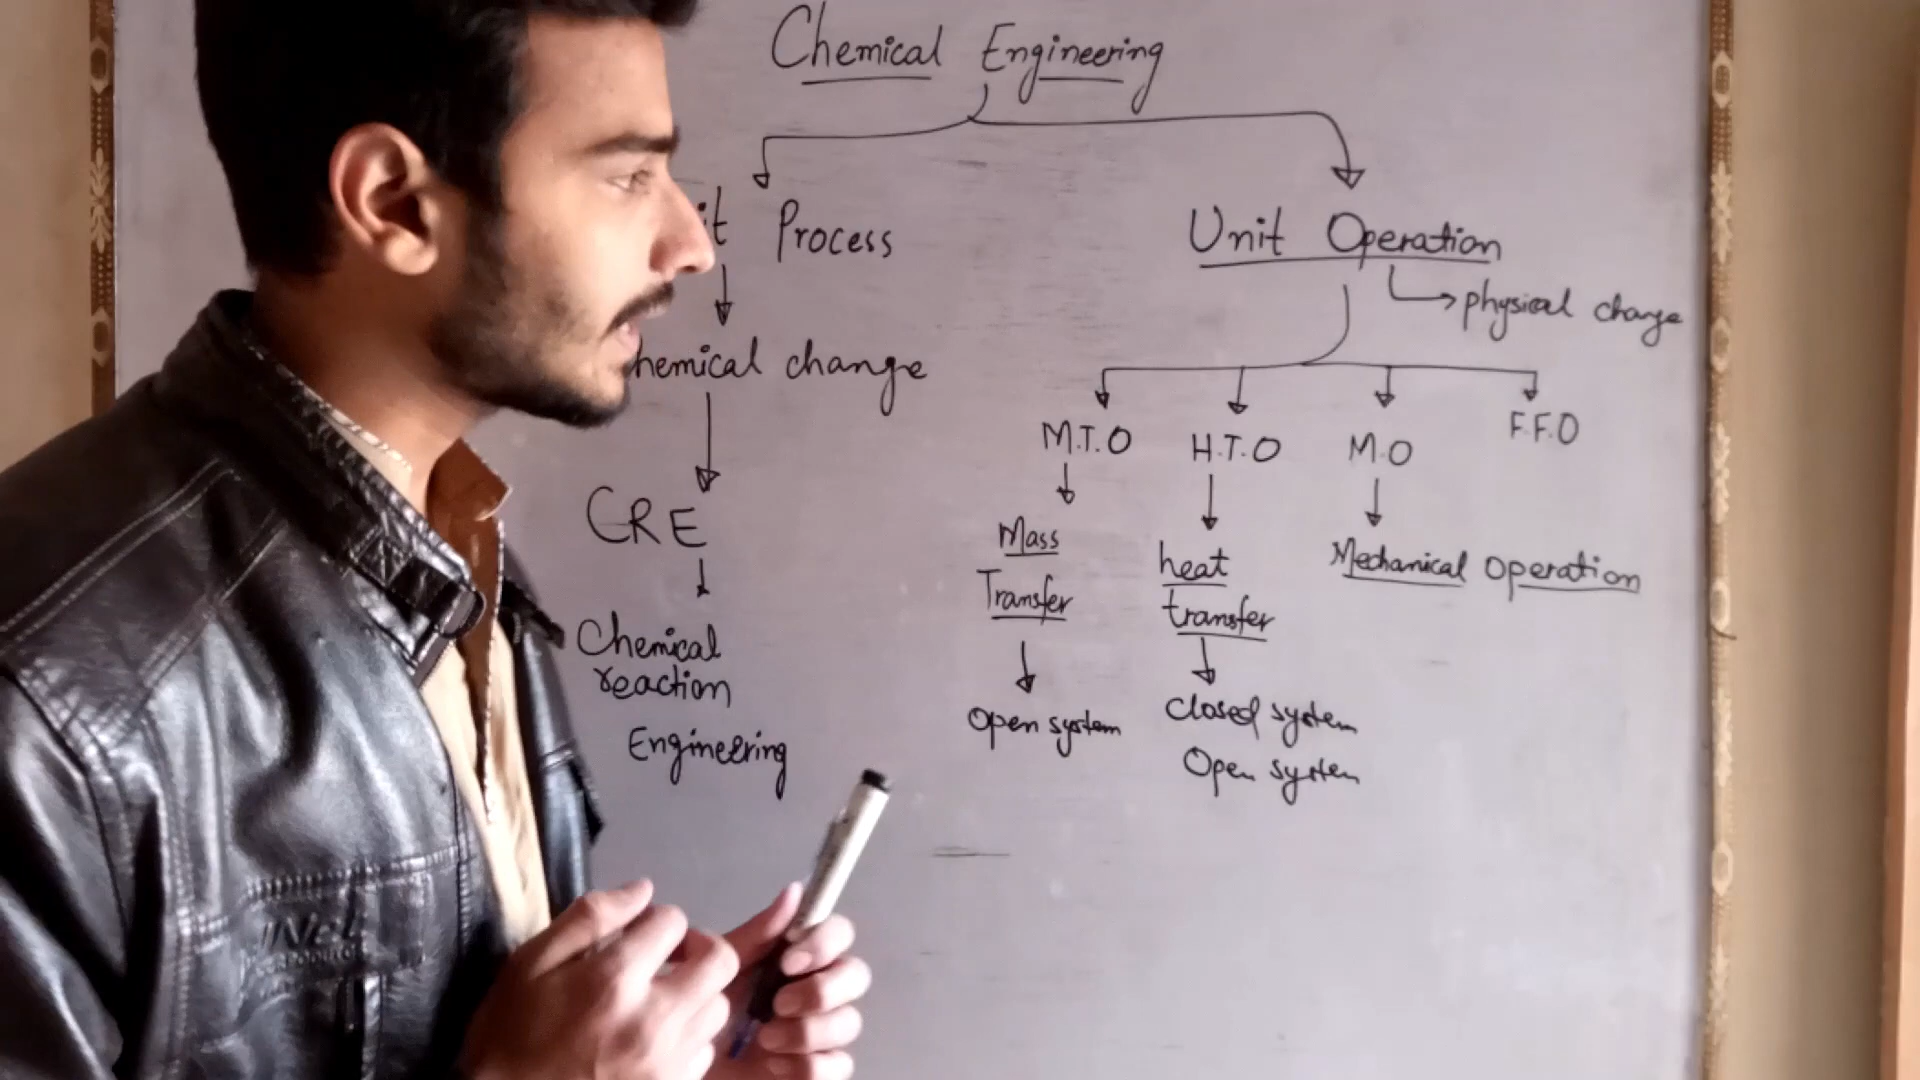 Chemical Engineering
it Process
Unit Operation
physical change
hemical change
M.T.O
H.T.O
M.O
F.F.O
CRE
Mass
Transfer
heat
transfer
Mechanical Operation
Chemical
reaction
Engineering
Open system
Closed system
Open system